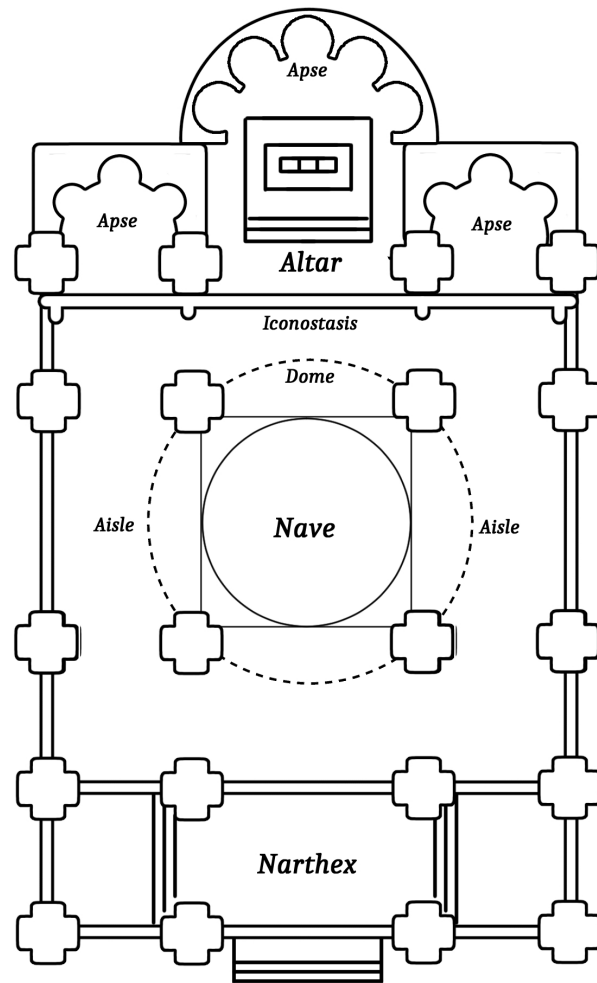 Apse
Apse
Apse
Altar
Iconostasis
Dome
Aisle
Nave
Aisle
Narthex